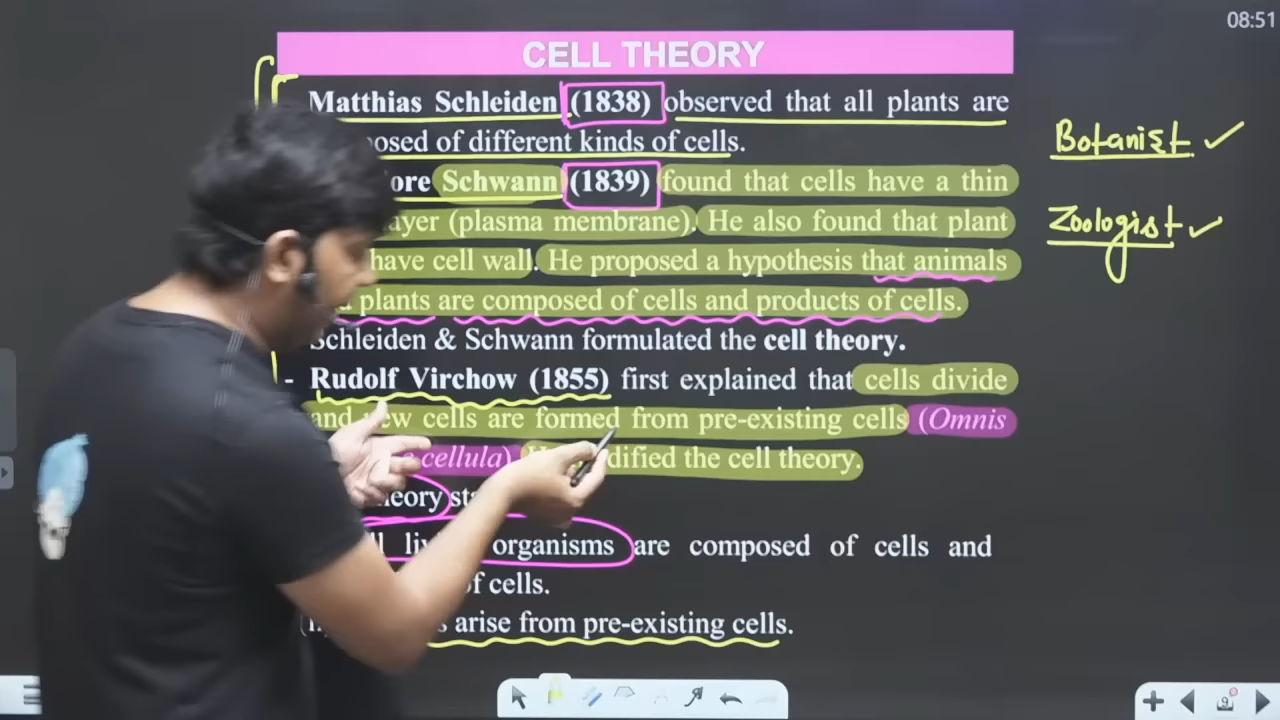 08:51
CELL THEORY
Matthias Schleiden (1838) observed that all plants are
posed of different kinds of cells.
ore Schwann (1839) found that cells have a thin
ayer (plasma membrane). He also found that plant
have cell wall. He proposed a hypothesis that animals
plants are composed of cells and products of cells.
Schleiden & Schwann formulated the cell theory.
- Rudolf Virchow (1855) first explained that cells divide
and new cells are formed from pre-existing cells (Omnis
cellula). dified the cell theory.
eory
organisms are composed of cells and
of cells.
arise from pre-existing cells.
Botanist
Zoologist
9